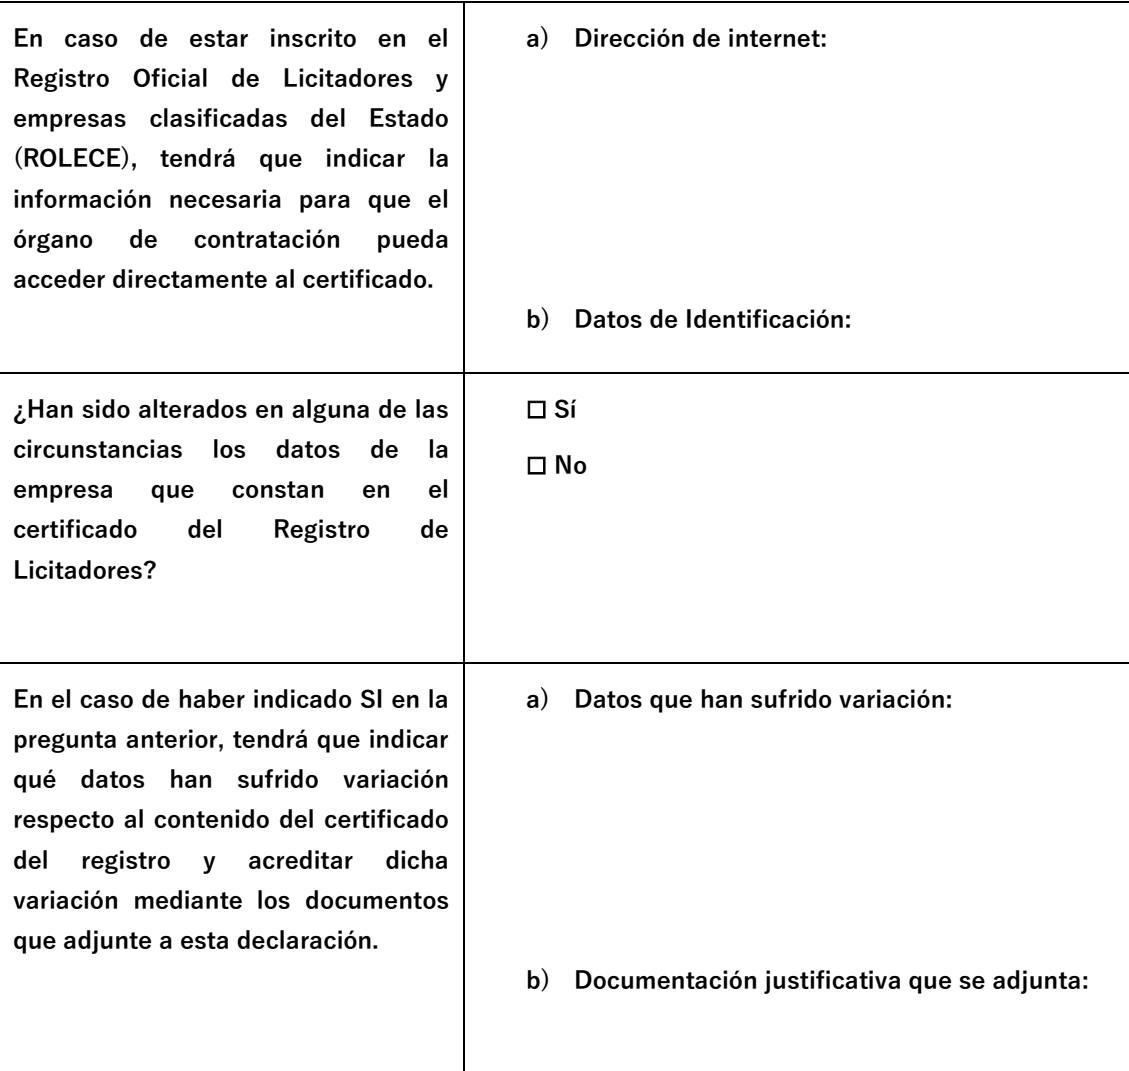 En caso de estar inscrito en el
Registro Oficial de Licitadores y
empresas clasificadas del Estado
(ROLECE), tendrá que indicar la
información necesaria para que el
órgano de contratación pueda
acceder directamente al certificado.
a) Dirección de internet:
b) Datos de Identificación:
¿Han sido alterados en alguna de las
circunstancias los datos de la
empresa que constan en el
certificado del Registro de
Licitadores?
☐ Sí
☐ No
En el caso de haber indicado SI en la
pregunta anterior, tendrá que indicar
qué datos han sufrido variación
respecto al contenido del certificado
del registro y acreditar dicha
variación mediante los documentos
que adjunte a esta declaración.
a) Datos que han sufrido variación:
b) Documentación justificativa que se adjunta: